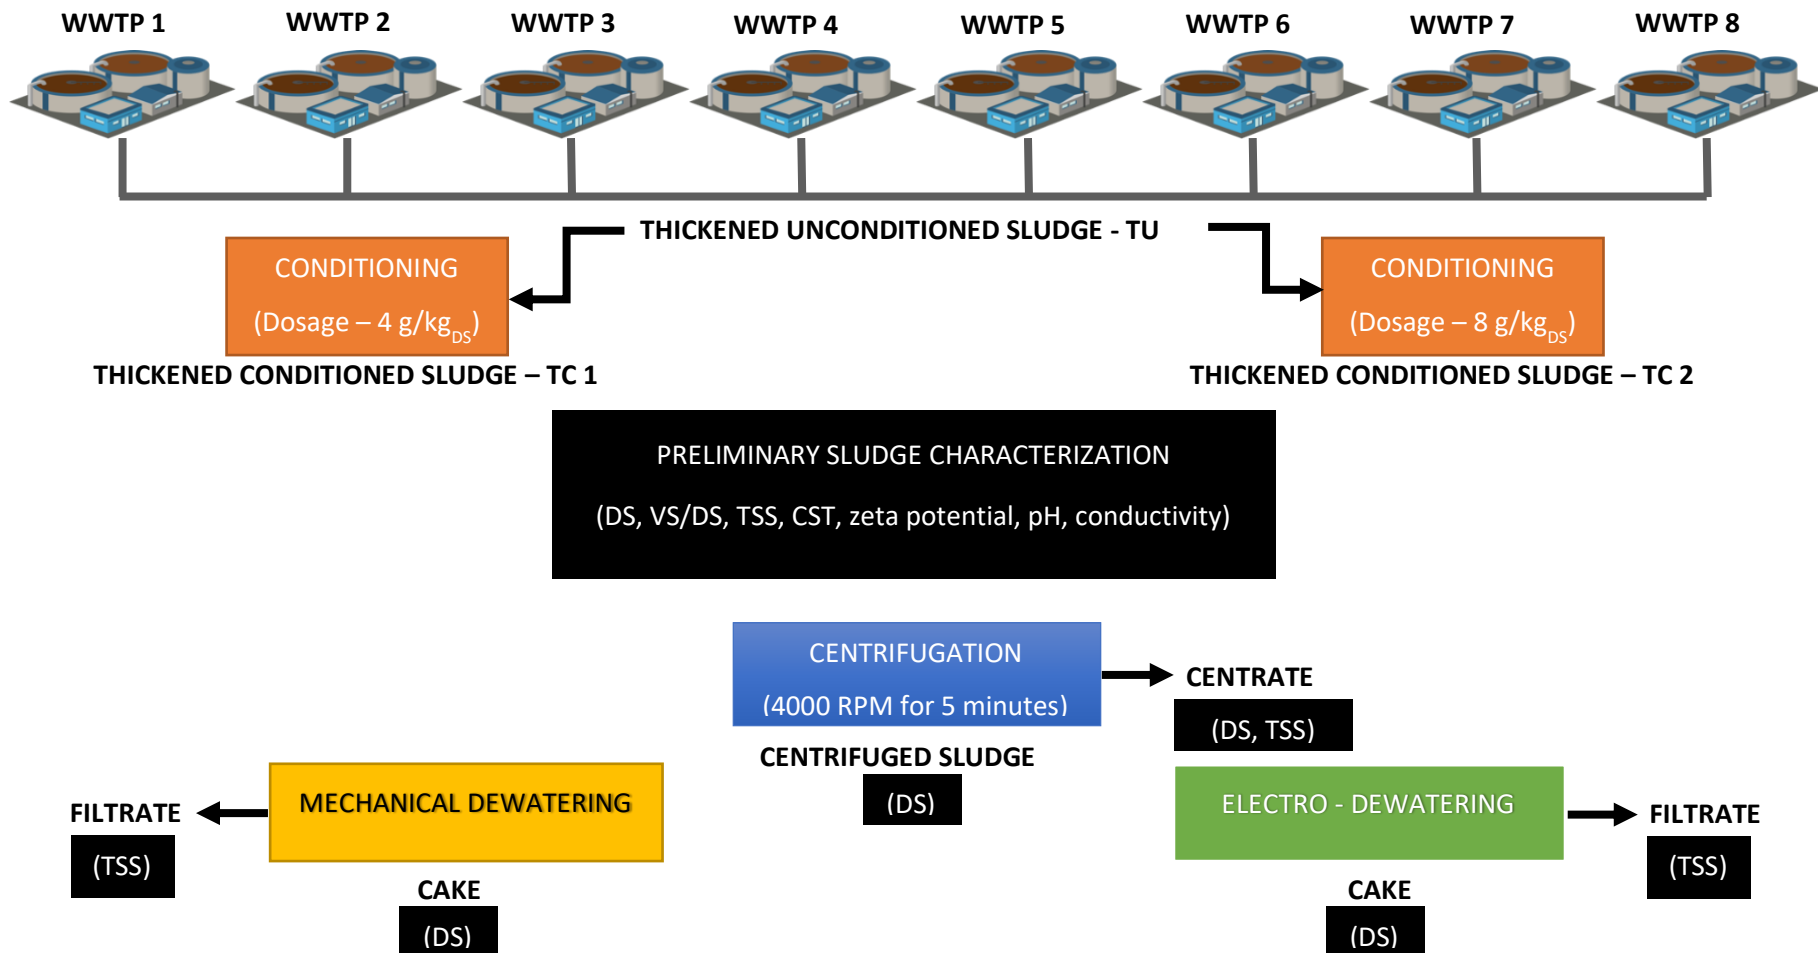 WWTP 1
WWTP 2
WWTP 3
WWTP 4
WWTP 5
WWTP 6
WWTP 7
WWTP 8
THICKENED UNCONDITIONED SLUDGE - TU
CONDITIONING
(Dosage – 4 g/kgDS)
THICKENED CONDITIONED SLUDGE – TC 1
CONDITIONING
(Dosage – 8 g/kgDS)
THICKENED CONDITIONED SLUDGE – TC 2
PRELIMINARY SLUDGE CHARACTERIZATION
(DS, VS/DS, TSS, CST, zeta potential, pH, conductivity)
CENTRIFUGATION
(4000 RPM for 5 minutes)
CENTRATE
(DS, TSS)
CENTRIFUGED SLUDGE
(DS)
MECHANICAL DEWATERING
FILTRATE
(TSS)
CAKE
(DS)
ELECTRO - DEWATERING
FILTRATE
(TSS)
CAKE
(DS)